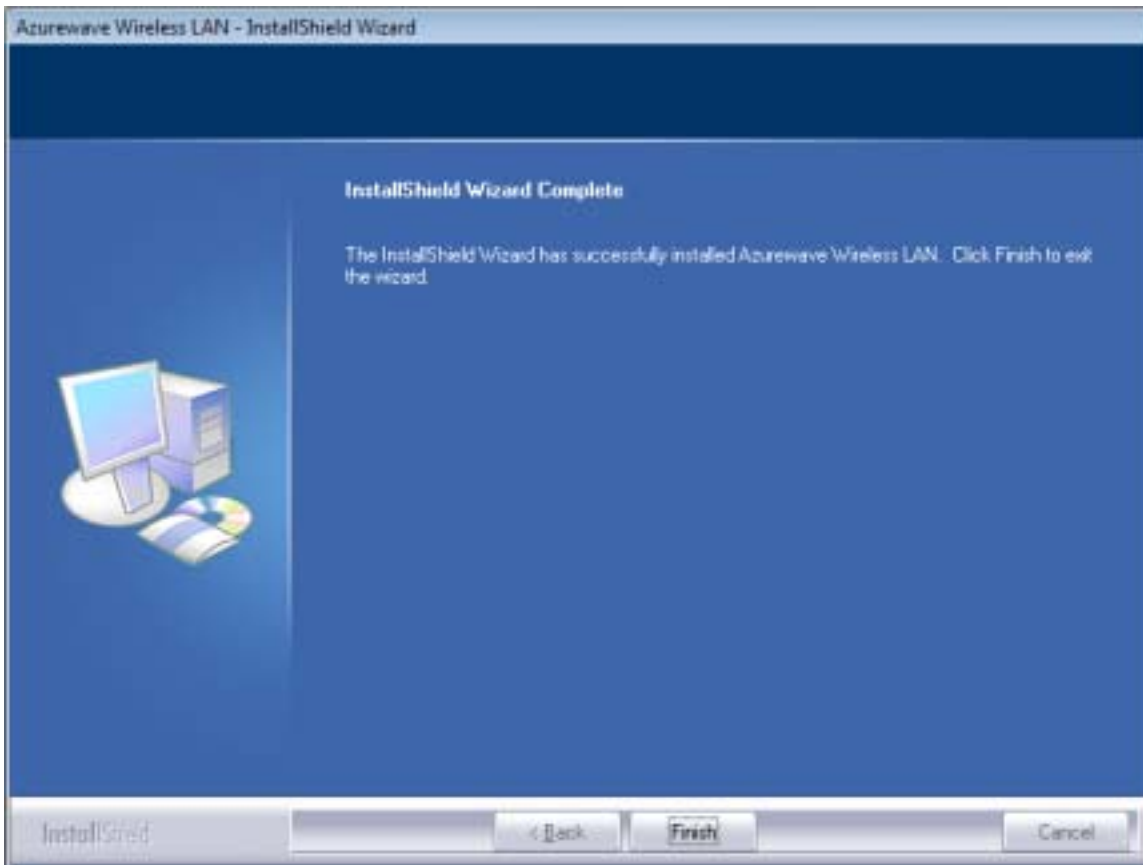 Azurewave Wireless LAN - InstallShield Wizard
InstallShield Wizard Complete
The InstallShield Wizard has successfully installed Azurewave Wireless LAN. Click Finish to exit
the wizard.
InstallShield
< Back
Finish
Cancel